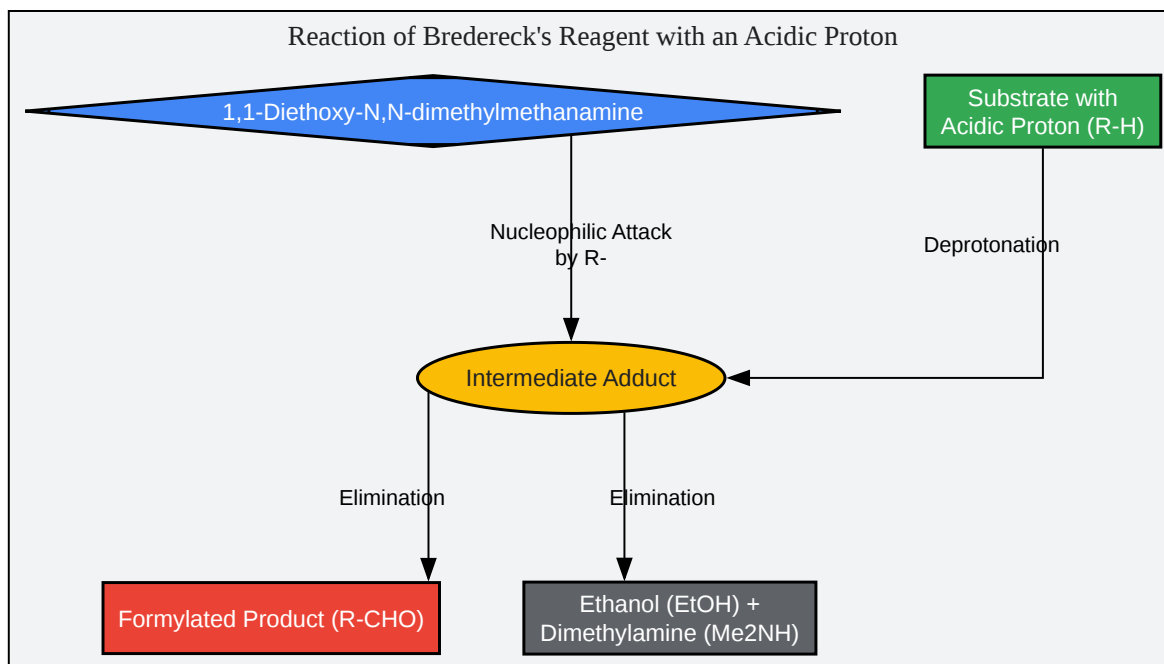 Reaction of Bredereck's Reagent with an Acidic Proton
1,1-Diethoxy-N,N-dimethylmethanamine
Substrate with
Acidic Proton (R-H)
Nucleophilic Attack
by R-
Deprotonation
Intermediate Adduct
Elimination
Elimination
Formylated Product (R-CHO)
Ethanol (EtOH) +
Dimethylamine (Me2NH)